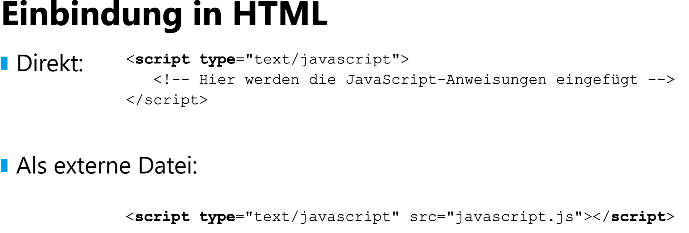 Einbindung in HTML
Direkt: <script type="text/javascript">
<!-- Hier werden die JavaScript-Anweisungen eingefügt -->
</script>
Als externe Datei:
<script type="text/javascript" src="javascript.js"></script>